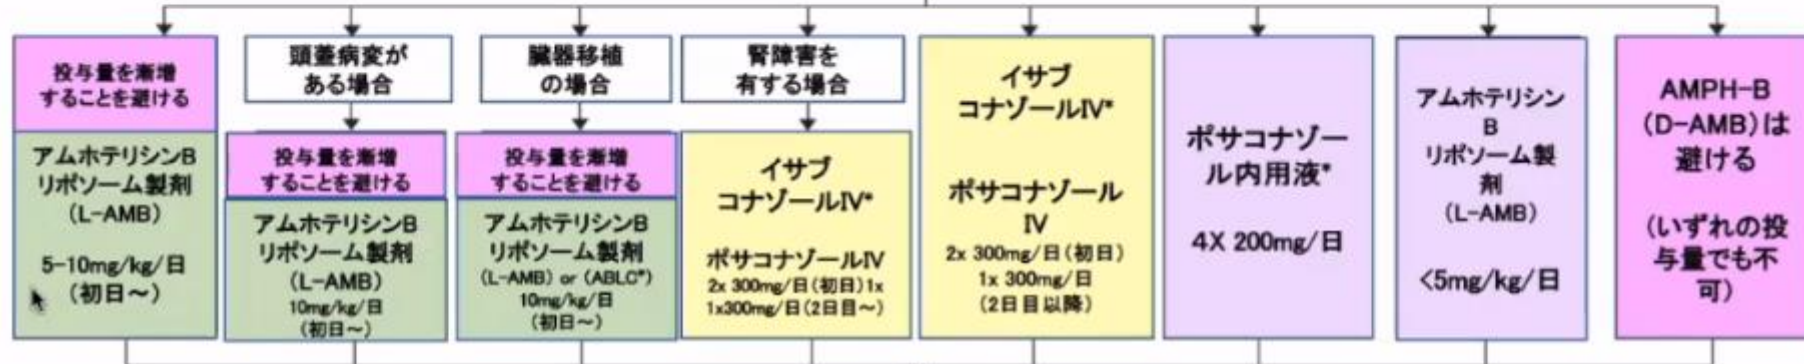 投与量を漸増
することを避ける
アムホテリシンB
リポソーム製剤
(L-AMB)
5-10mg/kg/日
(初日~)
頭蓋病変が
ある場合
投与量を漸増
することを避ける
アムホテリシンB
リポソーム製剤
(L-AMB)
10mg/kg/日
(初日~)
臓器移植
の場合
投与量を漸増
することを避ける
アムホテリシンB
リポソーム製剤
(L-AMB) or (ABLC*)
10mg/kg/日
(初日~)
腎障害を
有する場合
イサブ
コナゾールIV*
ポサコナゾールIV
2x 300mg/日(初日)1x
1x300mg/日(2日目~)
イサブ
コナゾールIV*
ポサコナゾール
IV
2x 300mg/日(初日)
1x 300mg/日
(2日目以降)
ポサコナゾー
ル内用液*
4X 200mg/日
アムホテリシン
B
リポソーム製
剤
(L-AMB)
<5mg/kg/日
AMPH-B
(D-AMB)は
避ける
(いずれの投
与量でも不
可)